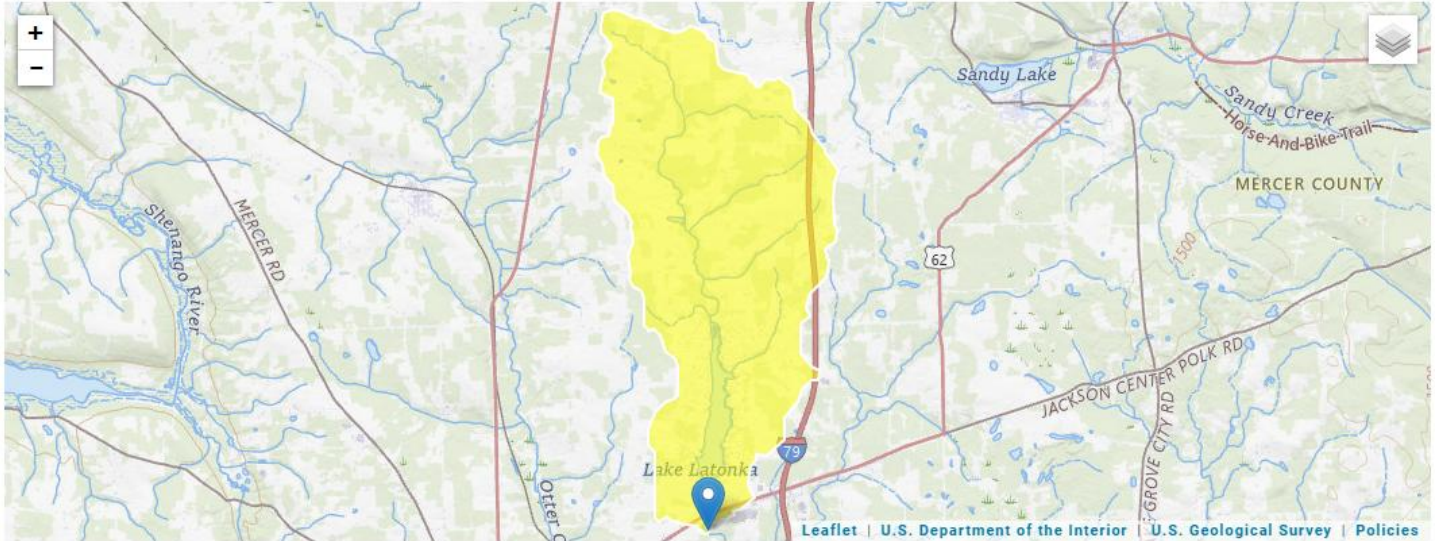 +
−
Sandy Lake
Sandy Creek
Horse-And-Bike-Trail
MERCER COUNTY
Shenango River
MERCER RD
1500
62
JACKSON CENTER POLK RD
GROVE CITY RD
79
Lake Latonka
Otter C
Leaflet | U.S. Department of the Interior | U.S. Geological Survey | Policies